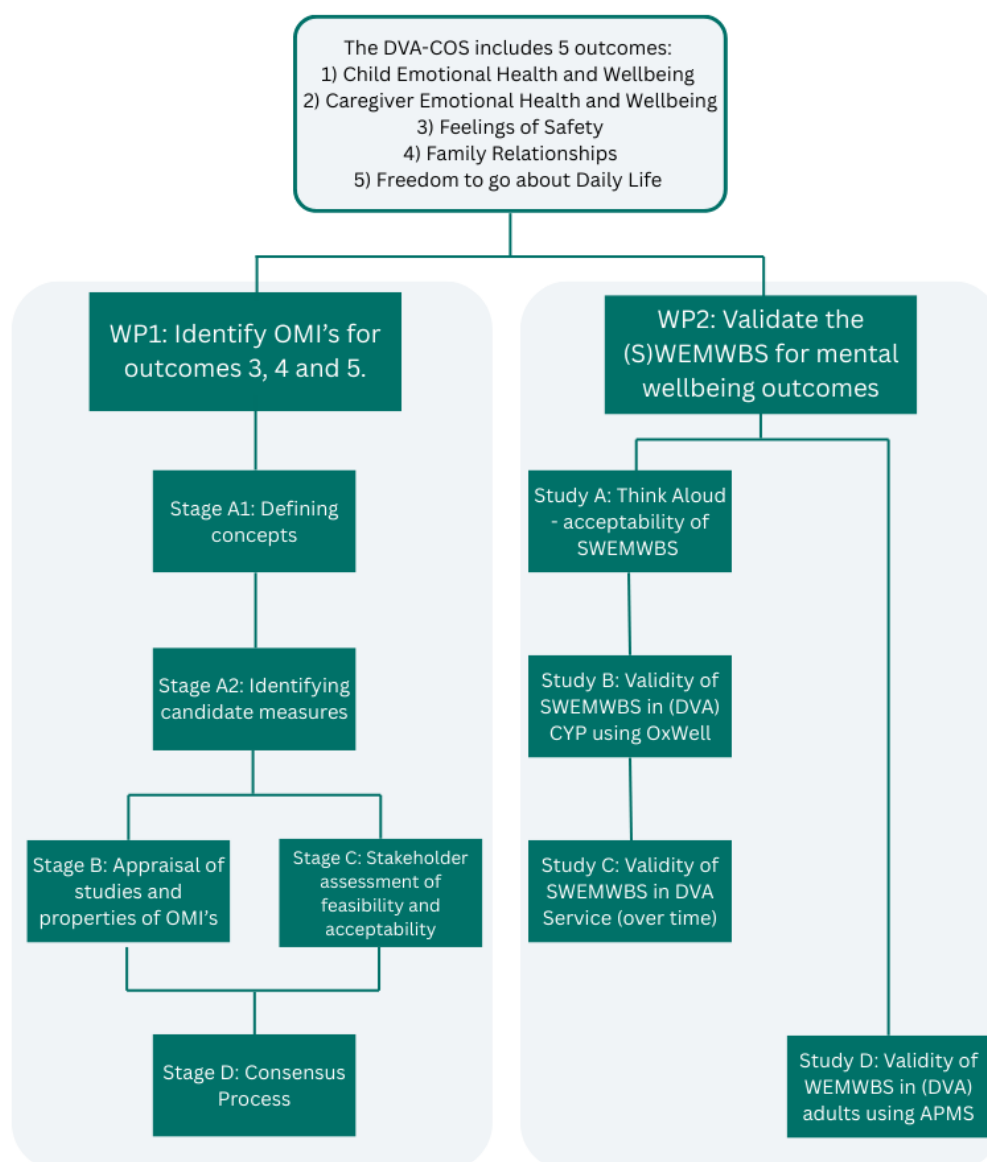 The DVA-COS includes 5 outcomes:
1) Child Emotional Health and Wellbeing
2) Caregiver Emotional Health and Wellbeing
3) Feelings of Safety
4) Family Relationships
5) Freedom to go about Daily Life
WP1: Identify OMI's for
outcomes 3, 4 and 5.
Stage A1: Defining
concepts
Stage A2: Identifying
candidate measures
Stage B: Appraisal of
studies and
properties of OMI's
Stage C: Stakeholder
assessment of
feasibility and
acceptability
Stage D: Consensus
Process
WP2: Validate the
(S)WEMWBS for mental
wellbeing outcomes
Study A: Think Aloud
- acceptability of
SWEMWBS
Study B: Validity of
SWEMWBS in (DVA)
CYP using OxWell
Study C: Validity of
SWEMWBS in DVA
Service (over time)
Study D: Validity of
WEMWBS in (DVA)
adults using APMS